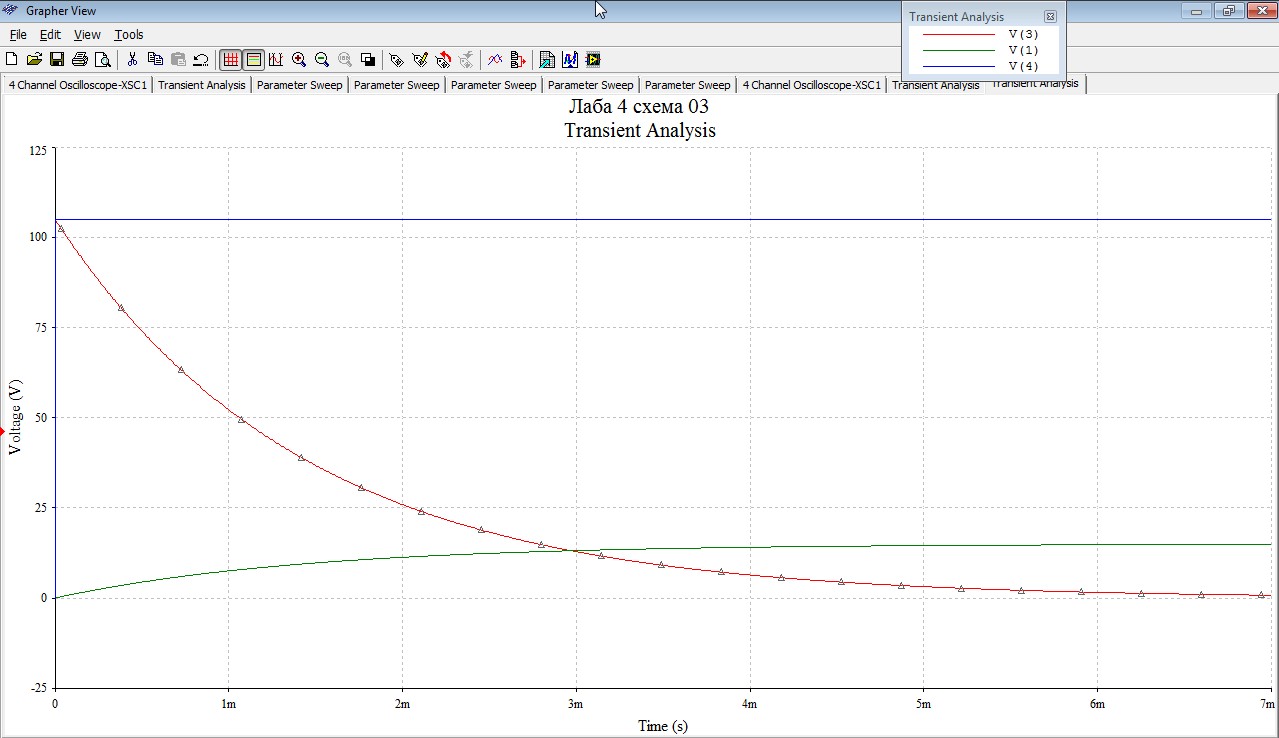 Grapher View
File Edit View Tools
Transient Analysis
V(3)
V(1)
V(4)
4 Channel Oscilloscope-XSC1 Transient Analysis Parameter Sweep Parameter Sweep Parameter Sweep Parameter Sweep Parameter Sweep 4 Channel Oscilloscope-XSC1 Transient Analysis Transient Analysis
Лаба 4 схема 03
Transient Analysis
125
100
75
50
25
0
-25
Voltage (V)
0 1m 2m 3m 4m 5m 6m 7m
Time (s)